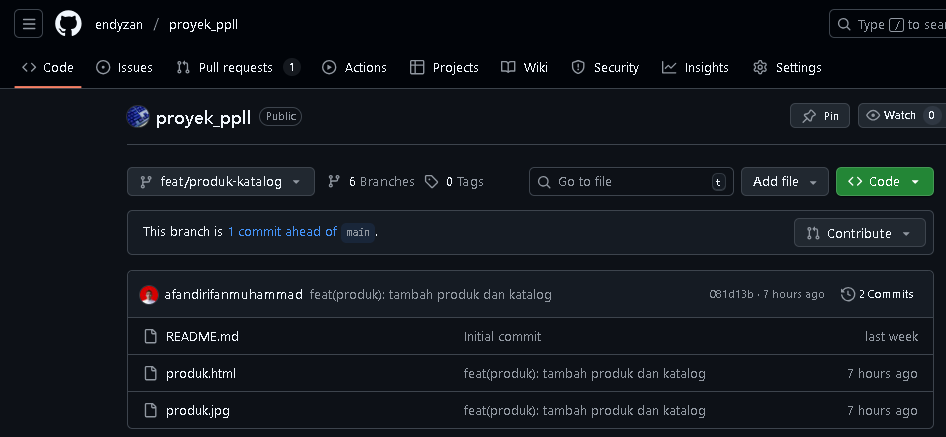 endyzan / proyek_ppll
Type / to sear
Code Issues Pull requests 1 Actions Projects Wiki Security Insights Settings
proyek_ppll Public Pin Watch 0
feat/produk-katalog 6 Branches 0 Tags Go to file t Add file Code
This branch is 1 commit ahead of main. Contribute
afandirifanmuhammad feat(produk): tambah produk dan katalog 081d13b · 7 hours ago 2 Commits
README.md Initial commit last week
produk.html feat(produk): tambah produk dan katalog 7 hours ago
produk.jpg feat(produk): tambah produk dan katalog 7 hours ago